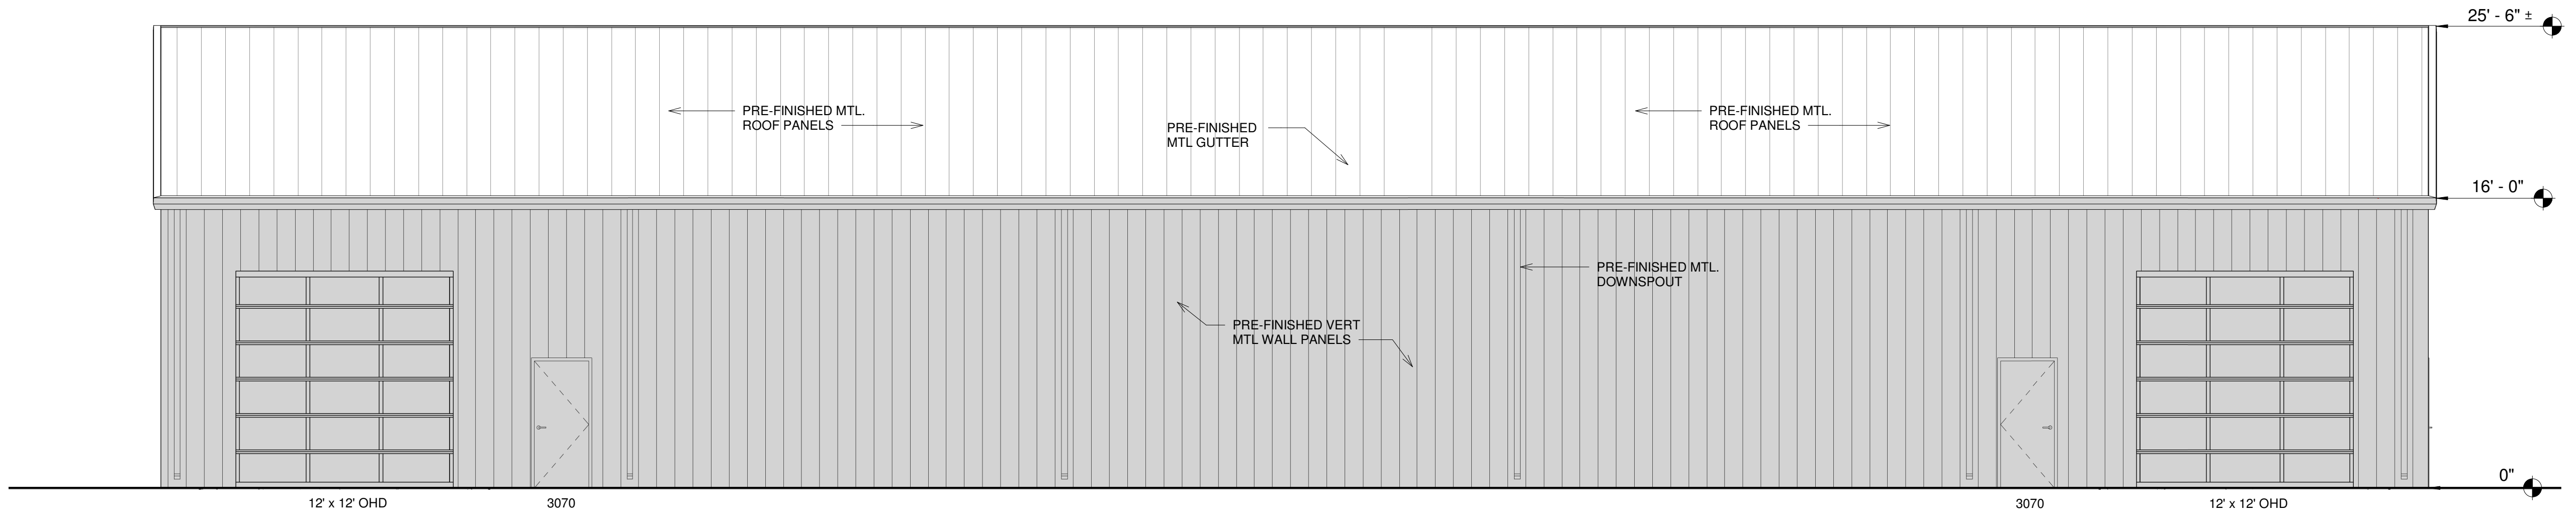 25' - 6" ±
PRE-FINISHED MTL.
ROOF PANELS
PRE-FINISHED
MTL GUTTER
PRE-FINISHED MTL.
ROOF PANELS
16' - 0"
PRE-FINISHED MTL.
DOWNSPOUT
PRE-FINISHED VERT
MTL WALL PANELS
0"
12' x 12' OHD
3070
3070
12' x 12' OHD